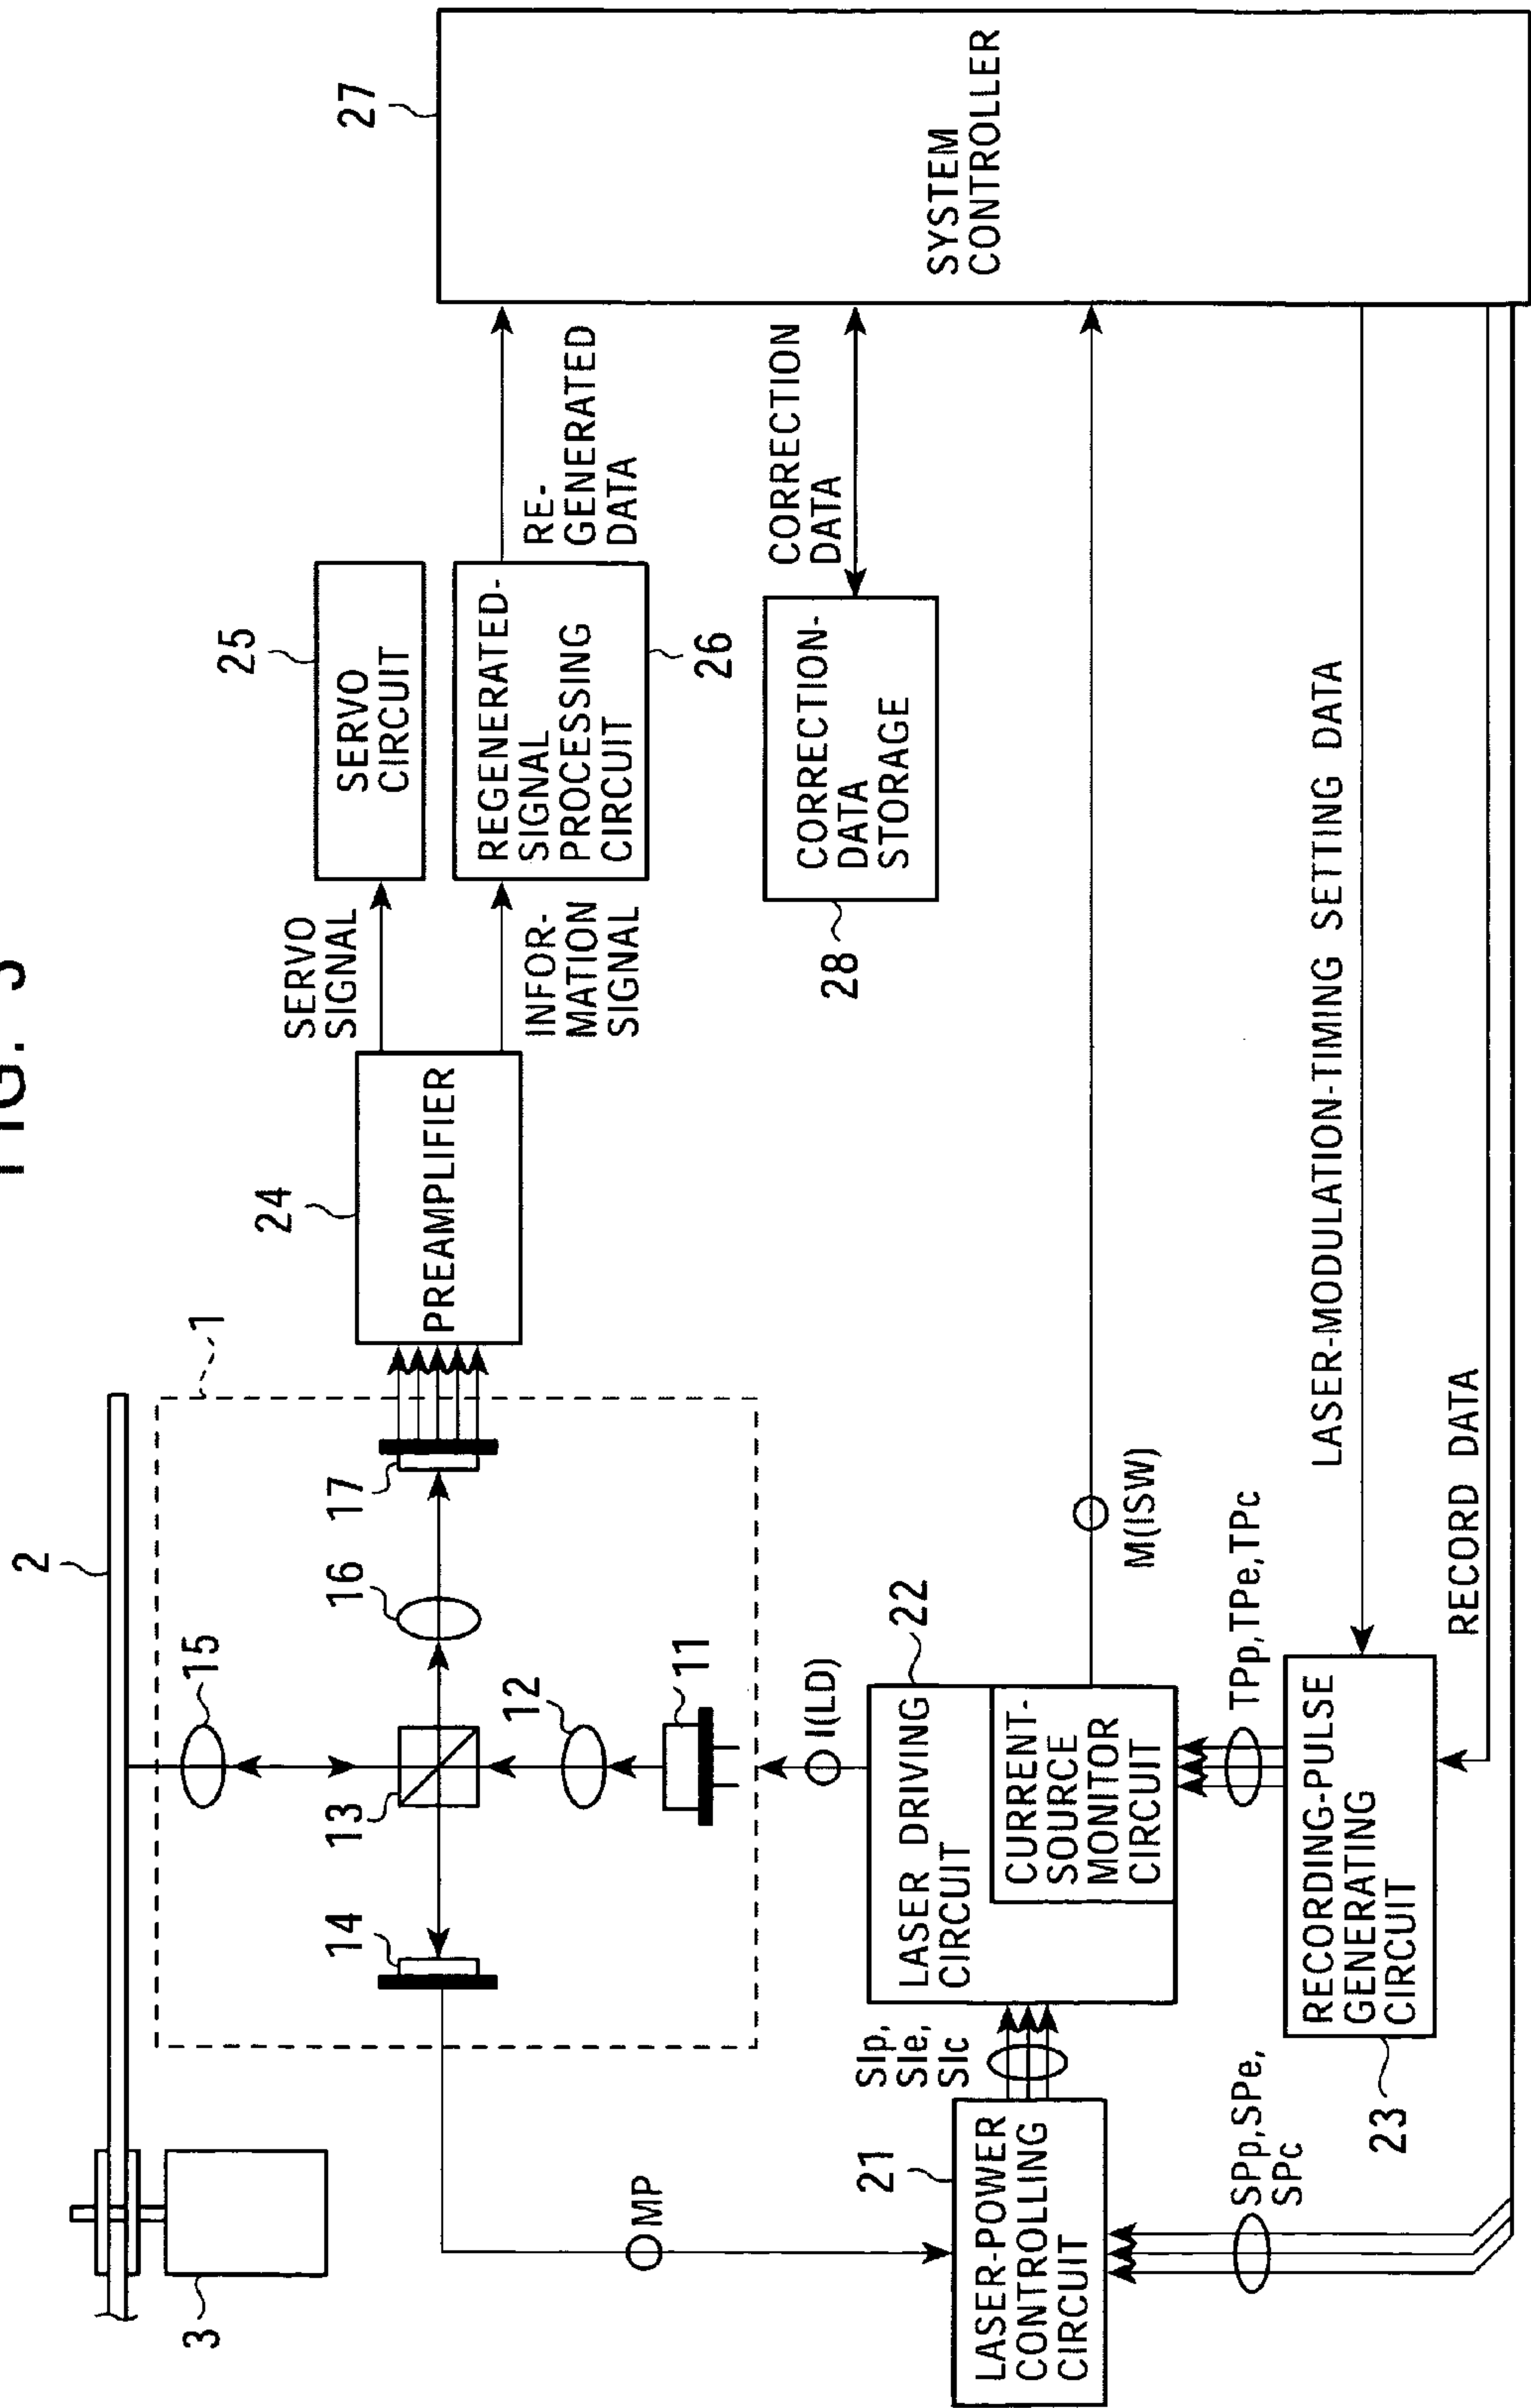 FIG.
2
3
1
15
14
13
16
17
12
11
MP
I(LD)
24
PREAMPLIFIER
SERVO
SIGNAL
INFOR-
MATION
SIGNAL
25
SERVO
CIRCUIT
REGENERATED-
SIGNAL
PROCESSING
CIRCUIT
26
RE-
GENERATED
DATA
27
SYSTEM
CONTROLLER
CORRECTION-
DATA
STORAGE
28
CORRECTION
DATA
21
LASER-POWER
CONTROLLING
CIRCUIT
SIp,
SIe,
SIc
22
LASER DRIVING
CIRCUIT
CURRENT-
SOURCE
MONITOR
CIRCUIT
M(ISW)
SPp,SPe,
SPc
TPp,TPe,TPc
23
RECORDING-PULSE
GENERATING
CIRCUIT
LASER-MODULATION-TIMING SETTING DATA
RECORD DATA